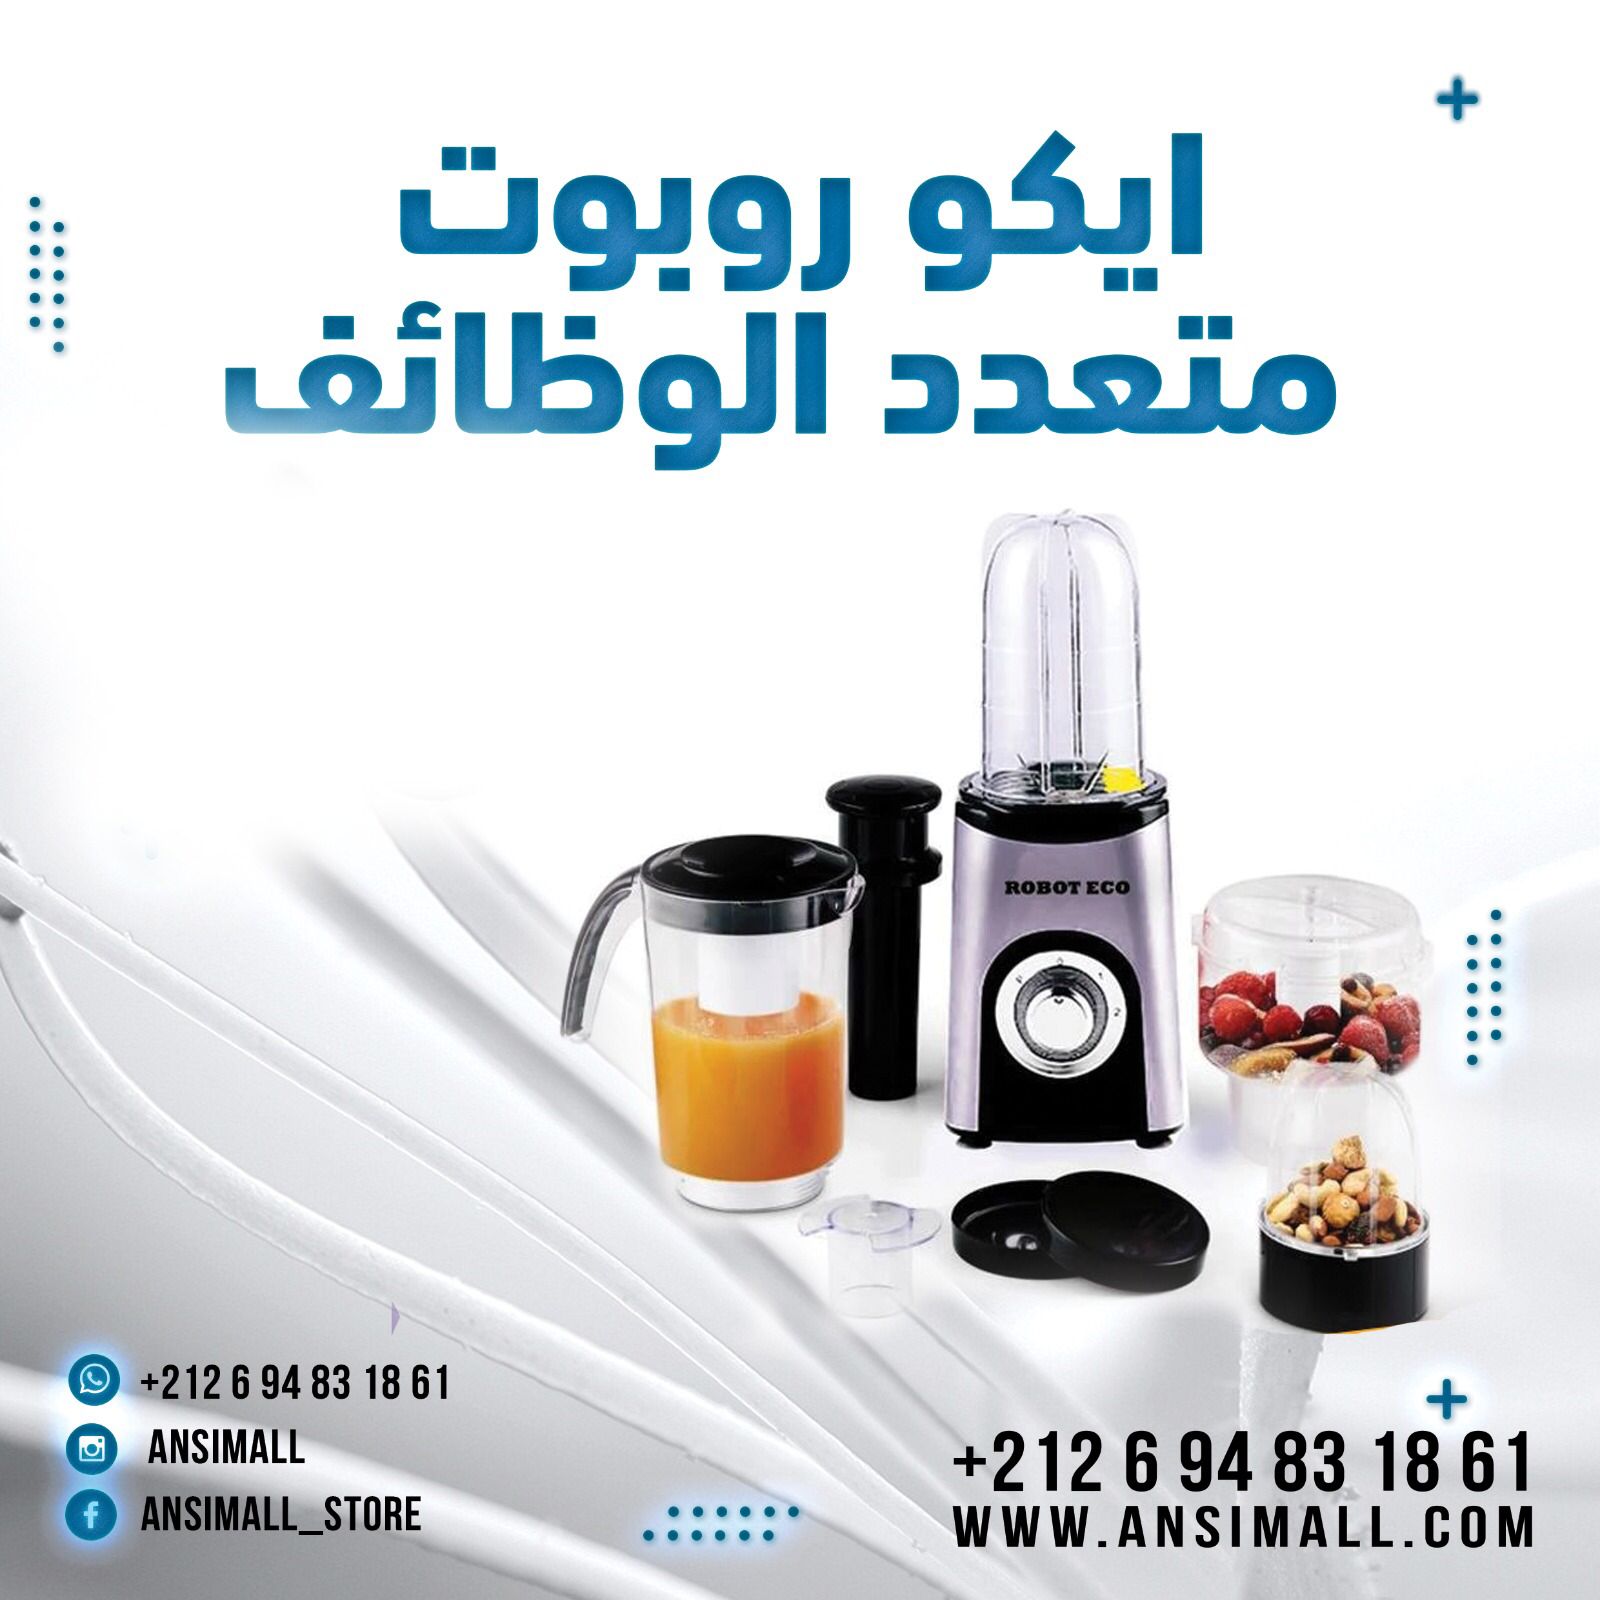 ايكو روبوت
متعدد الوظائف
ROBOT ECO
+212 6 94 83 18 61
ANSIMALL
ANSIMALL_STORE
+212 6 94 83 18 61
WWW.ANSIMALL.COM